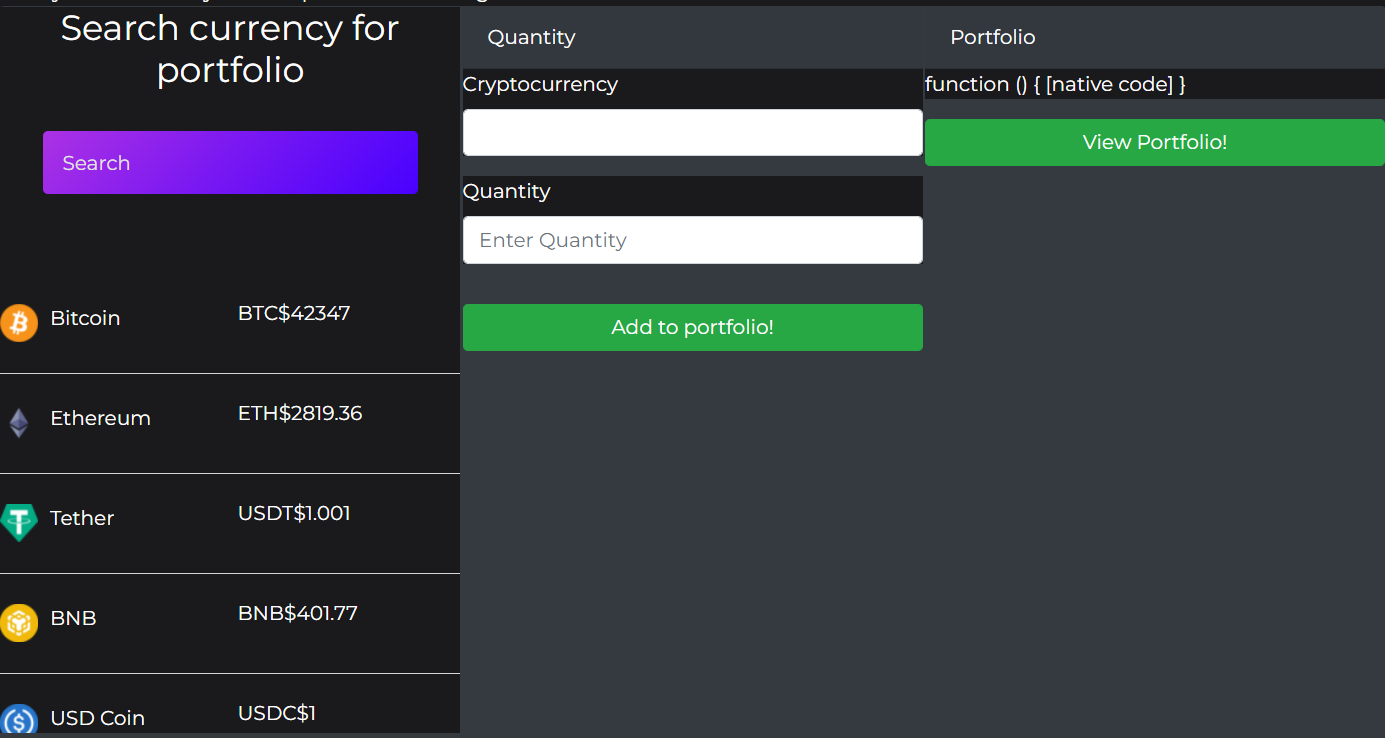 Search currency for
portfolio
Search
Bitcoin BTC$42347
Ethereum ETH$2819.36
Tether USDT$1.001
BNB BNB$401.77
USD Coin USDC$1
Quantity
Cryptocurrency
Quantity
Enter Quantity
Add to portfolio!
Portfolio
function () { [native code] }
View Portfolio!